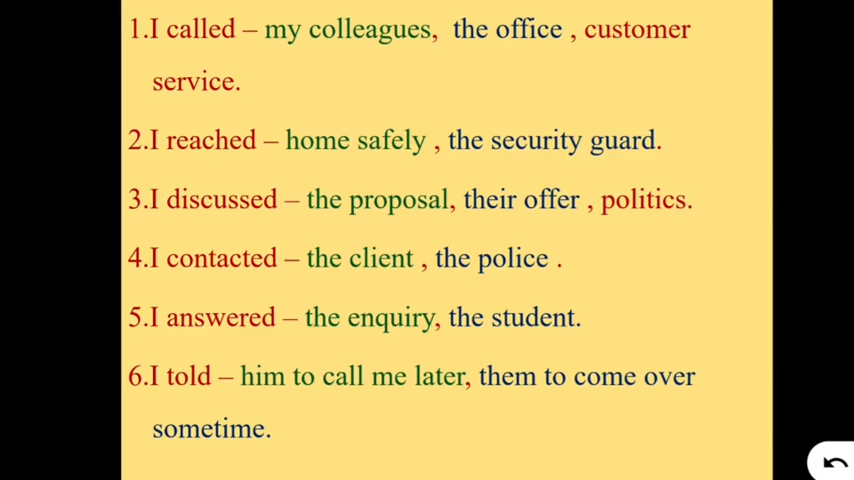 1.I called – my colleagues, the office , customer
service.
2.I reached – home safely , the security guard.
3.I discussed – the proposal, their offer , politics.
4.I contacted – the client , the police .
5.I answered – the enquiry, the student.
6.I told – him to call me later, them to come over
sometime.